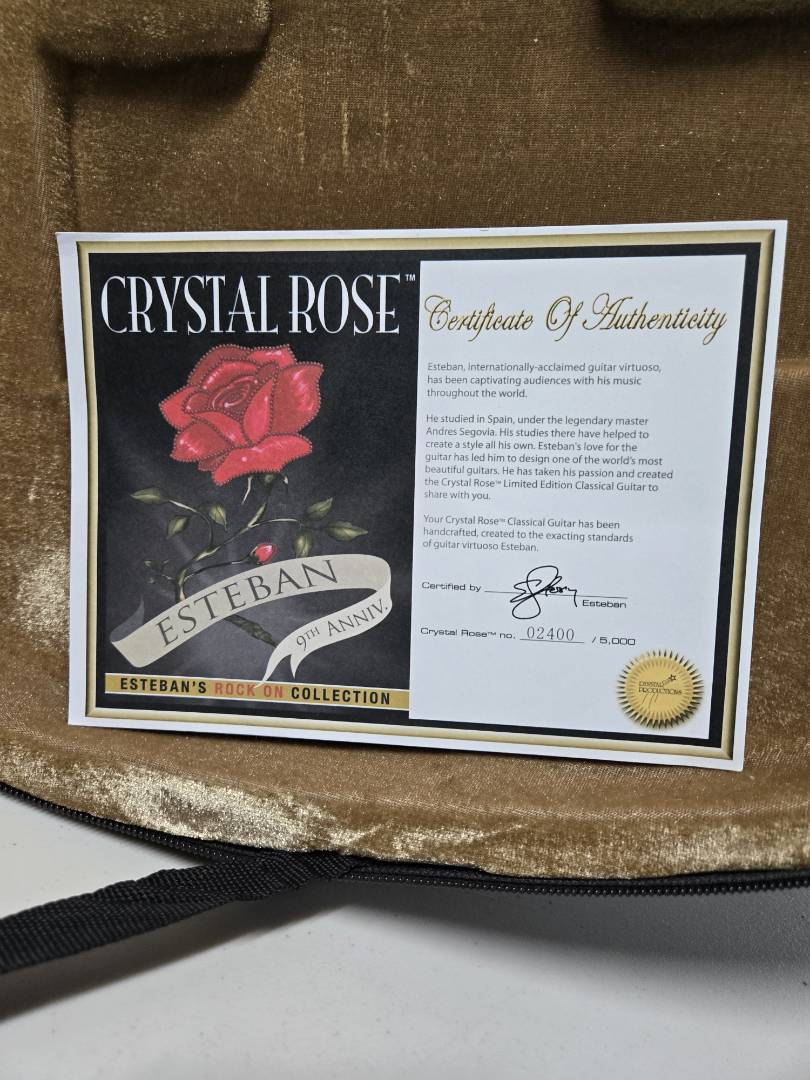 CRYSTAL ROSE™
ESTEBAN
9TH ANNIV.
ESTEBAN'S ROCK ON COLLECTION
Certificate Of Authenticity
Esteban, internationally-acclaimed guitar virtuoso,
has been captivating audiences with his music
throughout the world.
He studied in Spain, under the legendary master
Andres Segovia. His studies there have helped to
create a style all his own. Esteban's love for the
guitar has led him to design one of the world's most
beautiful guitars. He has taken his passion and created
the Crystal Rose™ Limited Edition Classical Guitar to
share with you.
Your Crystal Rose™ Classical Guitar has been
handcrafted, created to the exacting standards
of guitar virtuoso Esteban.
Certified by
Esteban
Crystal Rose™ no. 02400 / 5,000
PRODUCTIONS